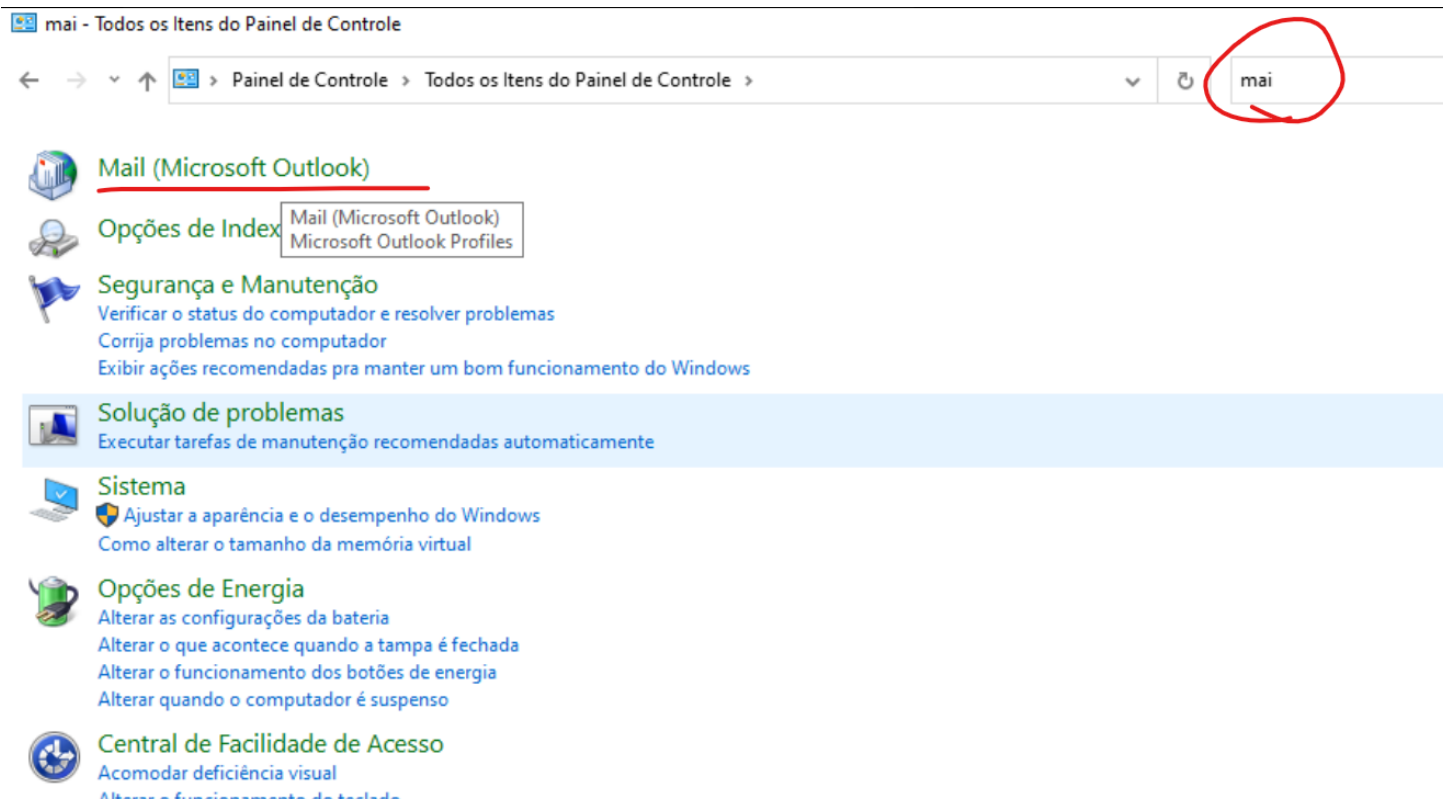 mai - Todos os Itens do Painel de Controle
Painel de Controle > Todos os Itens do Painel de Controle >
mai
Mail (Microsoft Outlook)
Opções de Index
Mail (Microsoft Outlook)
Microsoft Outlook Profiles
Segurança e Manutenção
Verificar o status do computador e resolver problemas
Corrija problemas no computador
Exibir ações recomendadas pra manter um bom funcionamento do Windows
Solução de problemas
Executar tarefas de manutenção recomendadas automaticamente
Sistema
Ajustar a aparência e o desempenho do Windows
Como alterar o tamanho da memória virtual
Opções de Energia
Alterar as configurações da bateria
Alterar o que acontece quando a tampa é fechada
Alterar o funcionamento dos botões de energia
Alterar quando o computador é suspenso
Central de Facilidade de Acesso
Acomodar deficiência visual
Alterar o funcionamento do teclado